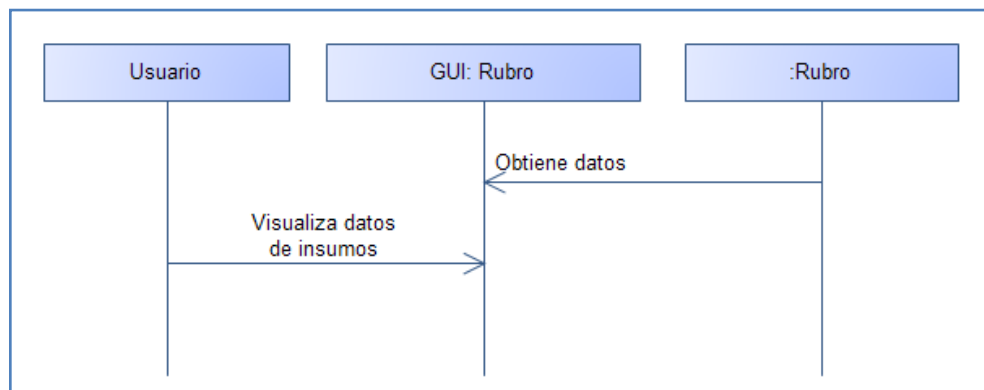 Usuario
GUI: Rubro
:Rubro
Obtiene datos
Visualiza datos
de insumos